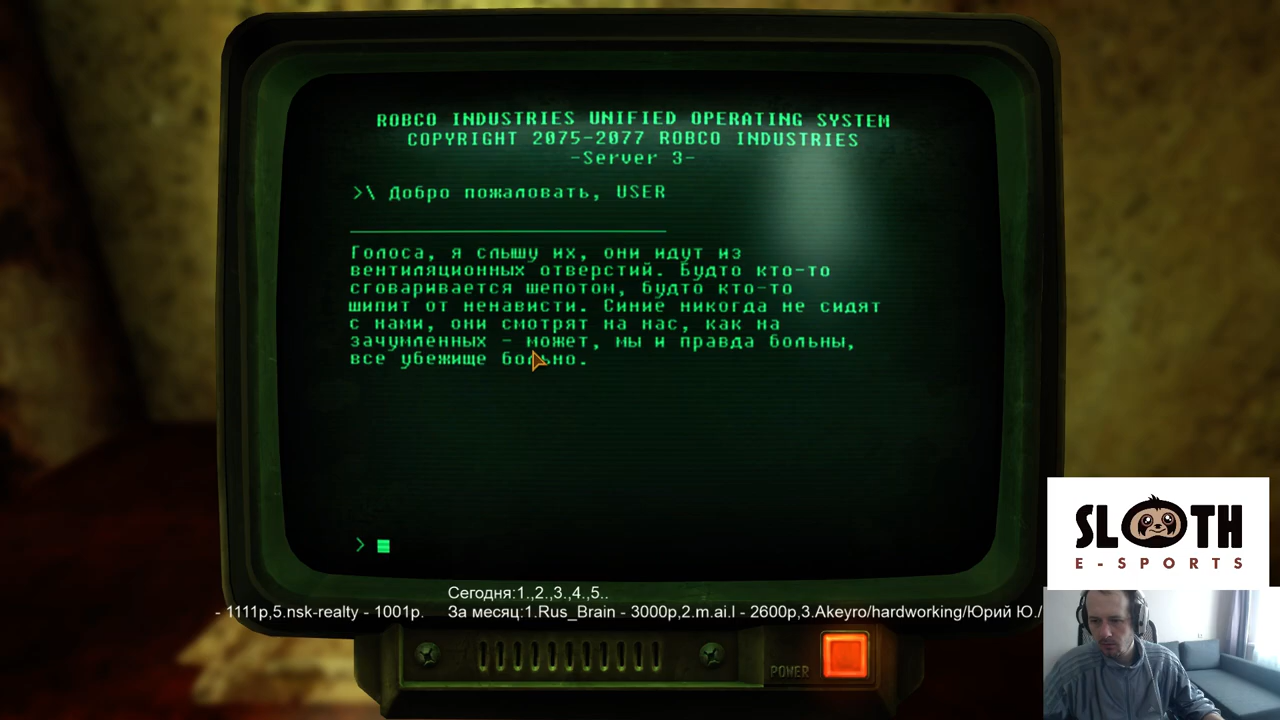 ROBCO INDUSTRIES UNIFIED OPERATING SYSTEM
COPYRIGHT 2075-2077 ROBCO INDUSTRIES
-Server 3-
>\ Добро пожаловать, USER
Голоса, я слышу их, они идут из
вентиляционных отверстий. Будто кто-то
сговаривается шепотом, будто кто-то
шипит от ненависти. Синие никогда не сидят
с нами, они смотрят на нас, как на
зачумленных - может, мы и правда больны,
все убежище больно.
>
SLOTH
E-SPORTS
Сегодня:1.,2.,3.,4.,5..
- 1111р,5.nsk-realty - 1001р. За месяц:1.Rus_Brain - 3000р,2.m.ai.l - 2600р,3.Akeyro/hardworking/Юрий Ю./
POWER